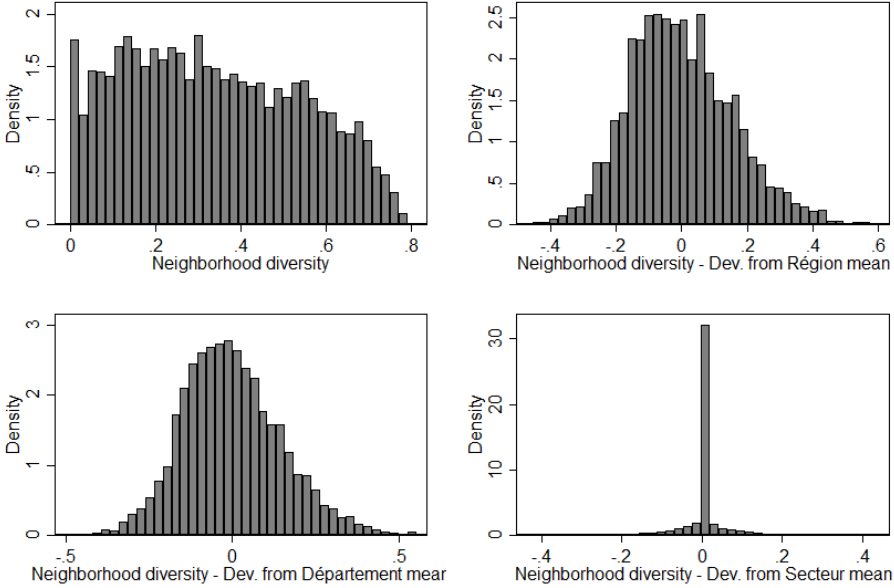 2
1.5
1
.5
0
Density
0 .2 .4 .6 .8
Neighborhood diversity
2.5
2
1.5
1
.5
0
Density
-.4 -.2 0 .2 .4 .6
Neighborhood diversity - Dev. from Région mean
3
2
1
0
Density
-.5 0 .5
Neighborhood diversity - Dev. from Département mear
30
20
10
0
Density
-.4 -.2 0 .2 .4
Neighborhood diversity - Dev. from Secteur mean